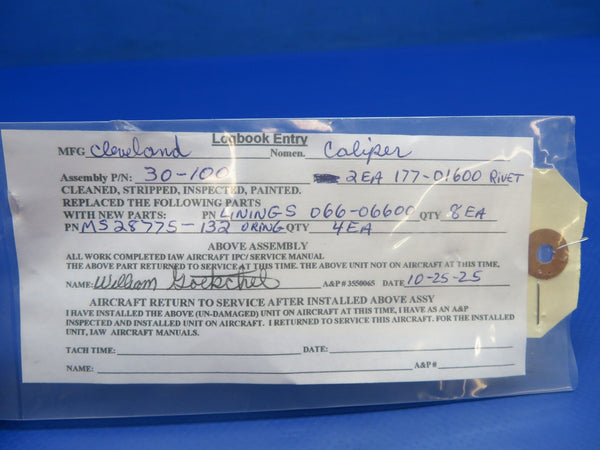 Logbook Entry
MFG Cleveland Nomen. Caliper
Assembly P/N: 30-100 2EA 177-01600 RivET
CLEANED, STRIPPED, INSPECTED, PAINTED.
REPLACED THE FOLLOWING PARTS
WITH NEW PARTS: PN LININGS 066-06600 QTY 8 EA
PN MS28775-132 ORING QTY 4EA
ABOVE ASSEMBLY
ALL WORK COMPLETED IAW AIRCRAFT IPC/ SERVICE MANUAL
THE ABOVE PART RETURNED TO SERVICE AT THIS TIME. THE ABOVE UNIT NOT ON AIRCRAFT AT THIS TIME,
NAME: William A&P# 3550065 DATE 10-25-25
AIRCRAFT RETURN TO SERVICE AFTER INSTALLED ABOVE ASSY
I HAVE INSTALLED THE ABOVE (UN-DAMAGED) UNIT ON AIRCRAFT AT THIS TIME, I HAVE AS AN A&P
INSPECTED AND INSTALLED UNIT ON AIRCRAFT. I RETURNED TO SERVICE THIS AIRCRAFT. FOR THE INSTALLED
UNIT, IAW AIRCRAFT MANUALS.
TACH TIME: DATE:
NAME: A&P #